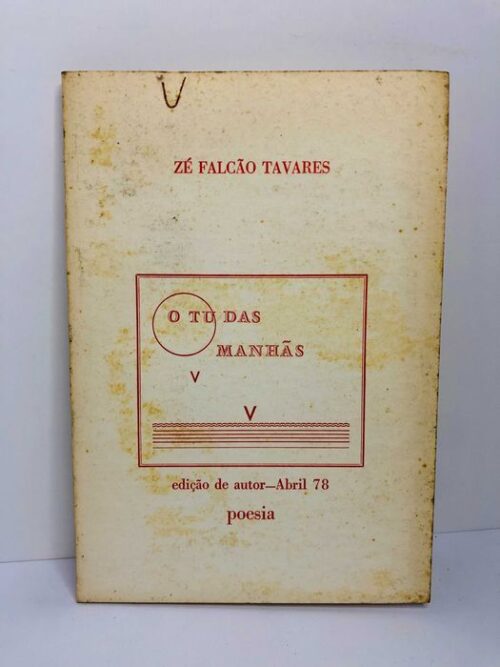 ZÉ FALCÃO TAVARES
O TU DAS
MANHÃS
V
V
edição de autor—Abril 78
poesia